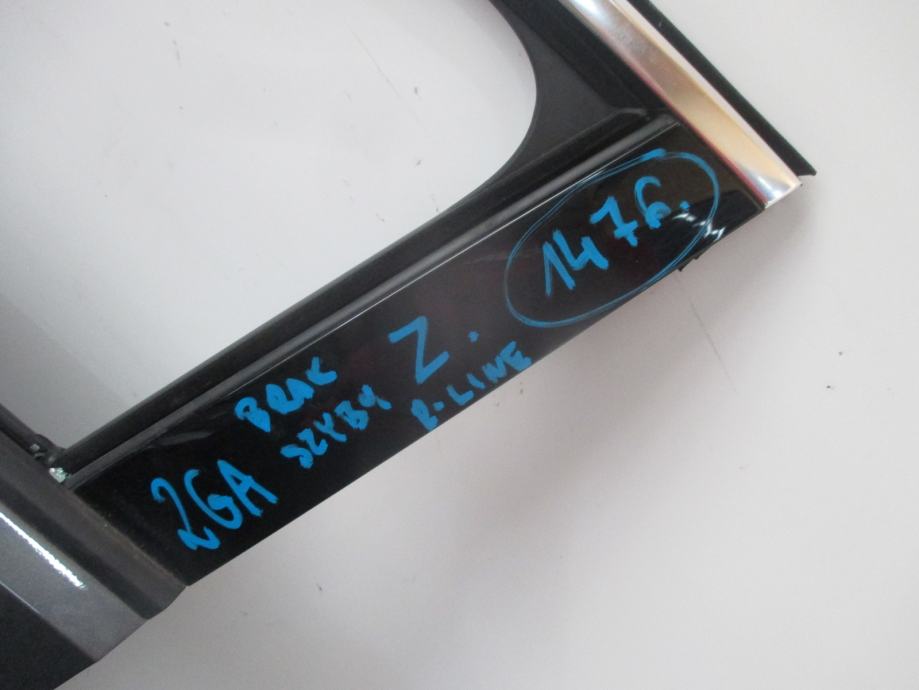 2GA
BRAK
SZYBY
Z.
R-LINE
1476.